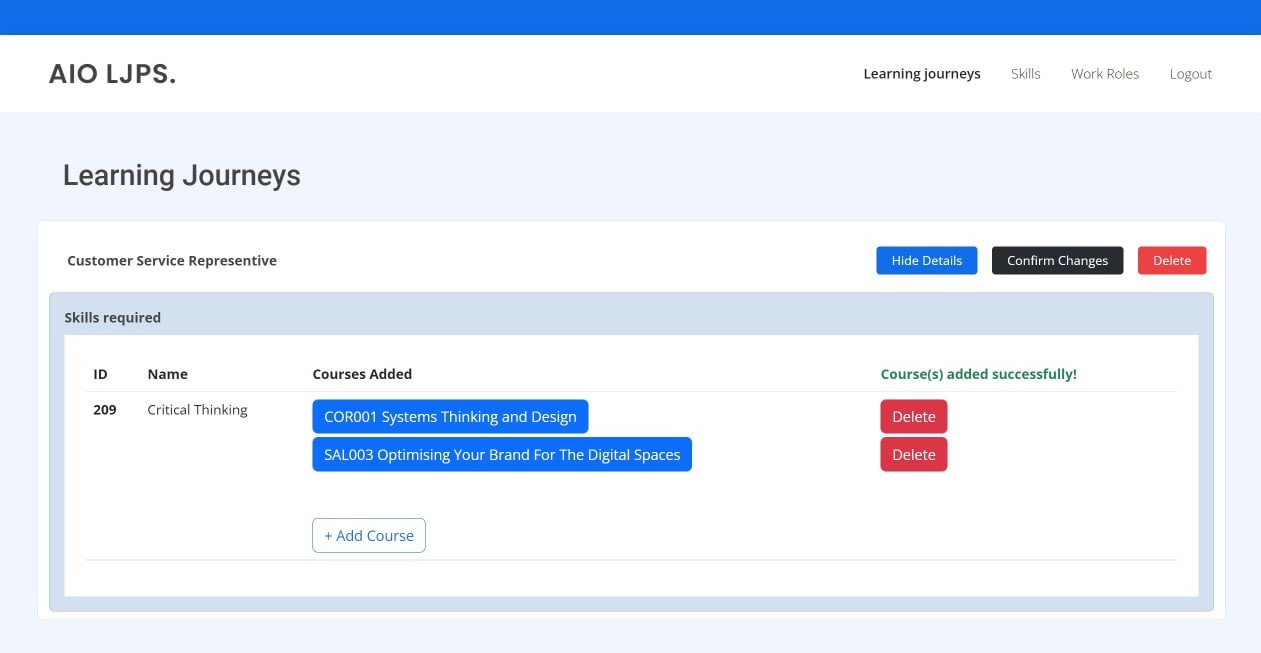 AIO LJPS.
Learning journeys Skills Work Roles Logout
Learning Journeys
Customer Service Representive
Hide Details Confirm Changes Delete
Skills required
ID Name Courses Added Course(s) added successfully!
209 Critical Thinking COR001 Systems Thinking and Design Delete
SAL003 Optimising Your Brand For The Digital Spaces Delete
+ Add Course